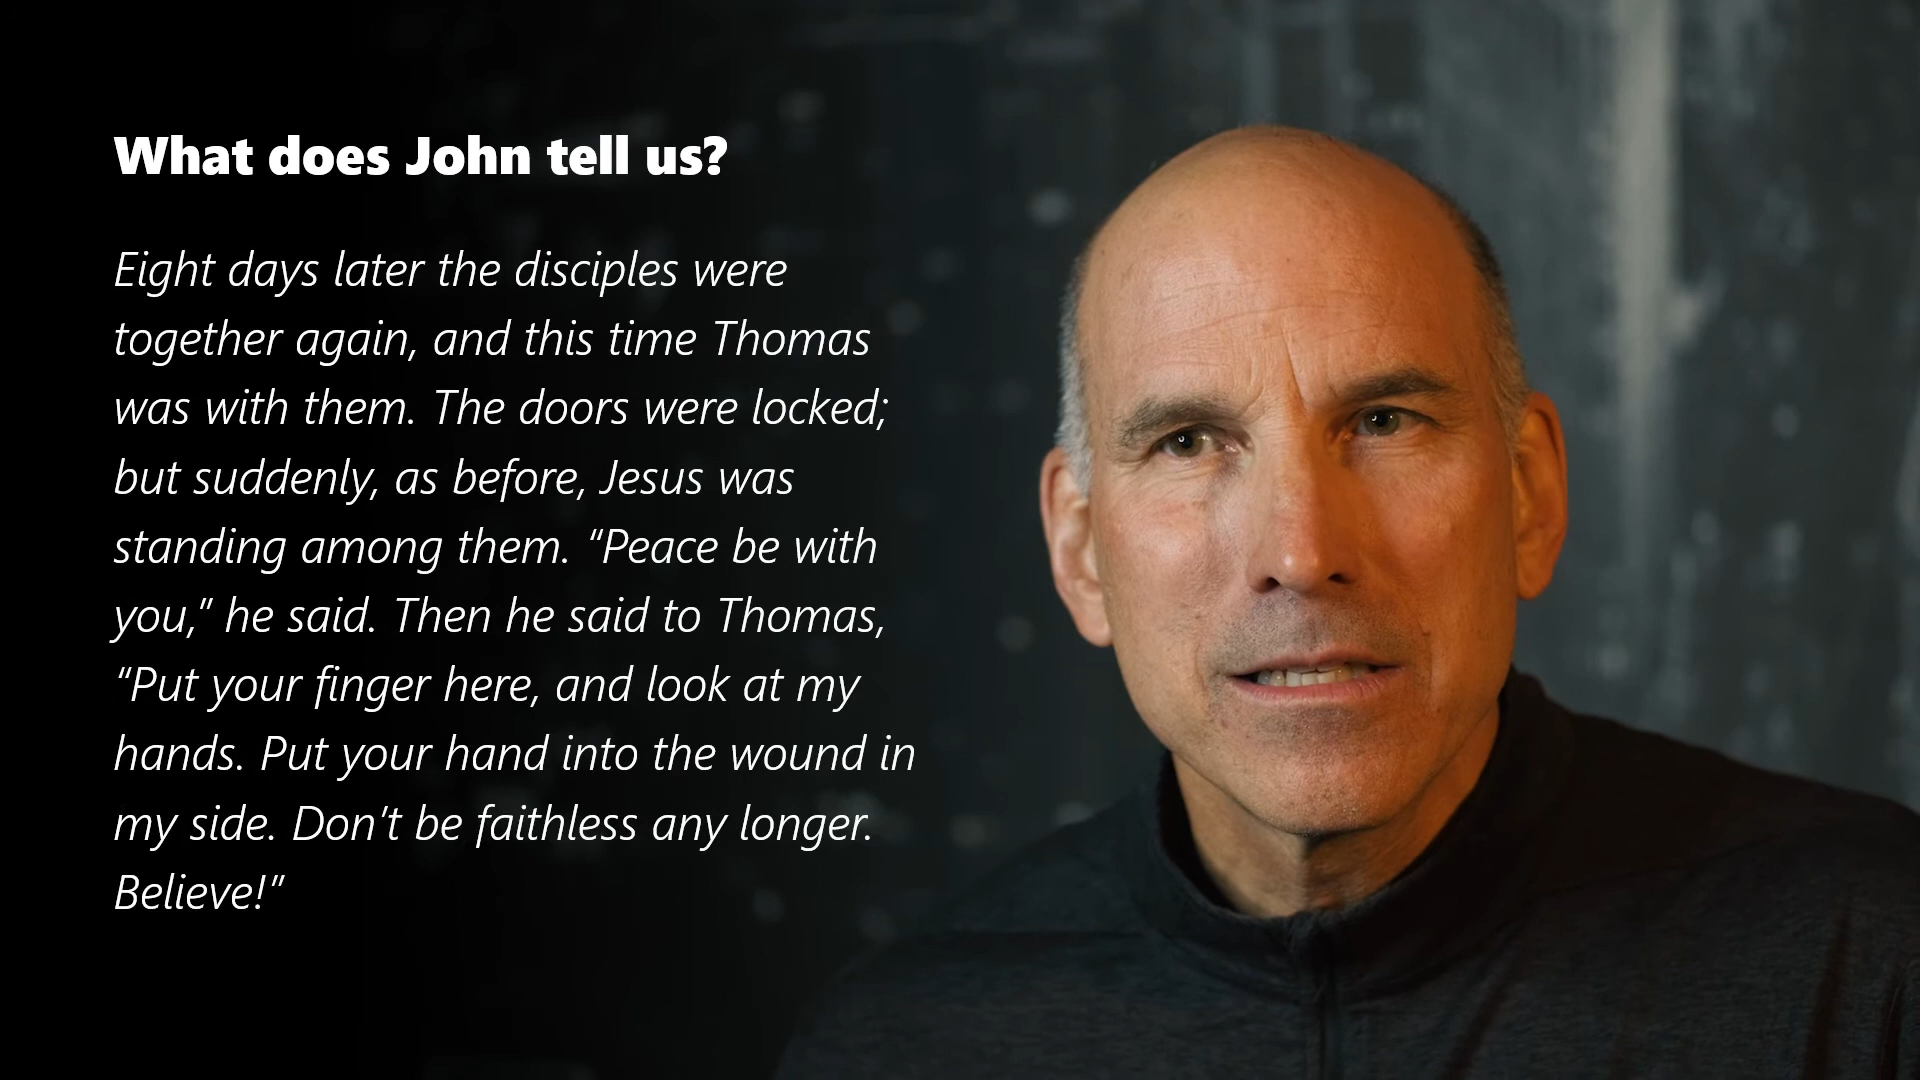 What does John tell us?
Eight days later the disciples were
together again, and this time Thomas
was with them. The doors were locked;
but suddenly, as before, Jesus was
standing among them. “Peace be with
you,” he said. Then he said to Thomas,
“Put your finger here, and look at my
hands. Put your hand into the wound in
my side. Don’t be faithless any longer.
Believe!”